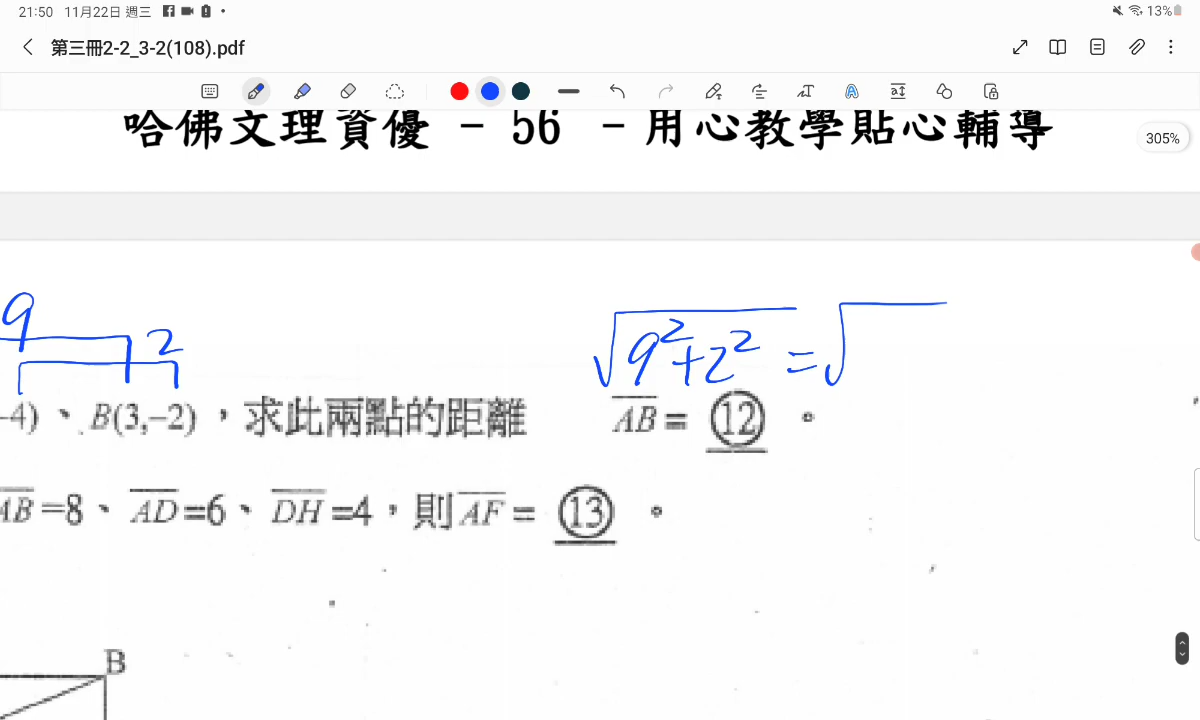 21:50 11月22日 週三 13%
第三冊2-2_3-2(108).pdf
哈佛文理資優 - 56 - 用心教學貼心輔導
305%
9
2
√9²+2² = √
-4)、B(3,-2),求此兩點的距離 AB = ⑫ 。
AB=8、AD=6、DH=4,則AF = ⑬ 。
B